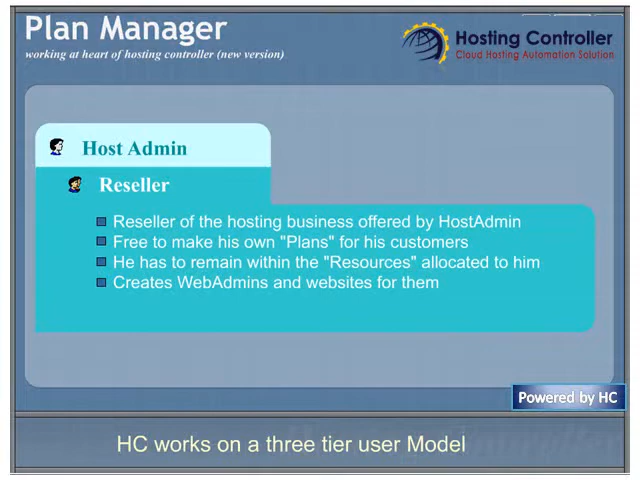 Plan Manager
working at heart of hosting controller (new version)
Hosting Controller
Cloud Hosting Automation Solution
Host Admin
Reseller
Reseller of the hosting business offered by HostAdmin
Free to make his own "Plans" for his customers
He has to remain within the "Resources" allocated to him
Creates WebAdmins and websites for them
Powered by HC
HC works on a three tier user Model